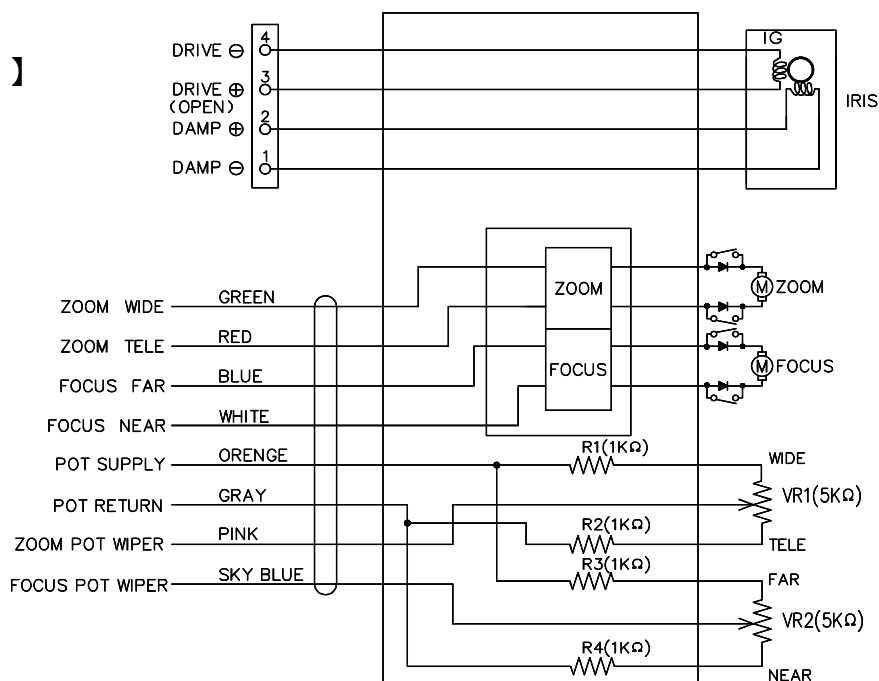 】
4 IG
DRIVE ⊖
3
DRIVE ⊕
(OPEN)
IRIS
2
DAMP ⊕
1
DAMP ⊖
ZOOM M ZOOM
ZOOM WIDE GREEN
ZOOM TELE RED
FOCUS M FOCUS
FOCUS FAR BLUE
FOCUS NEAR WHITE
R1(1KΩ)
POT SUPPLY ORENGE WIDE
POT RETURN GRAY VR1(5KΩ)
R2(1KΩ)
ZOOM POT WIPER PINK TELE
R3(1KΩ)
FOCUS POT WIPER SKY BLUE FAR
VR2(5KΩ)
R4(1KΩ)
NEAR